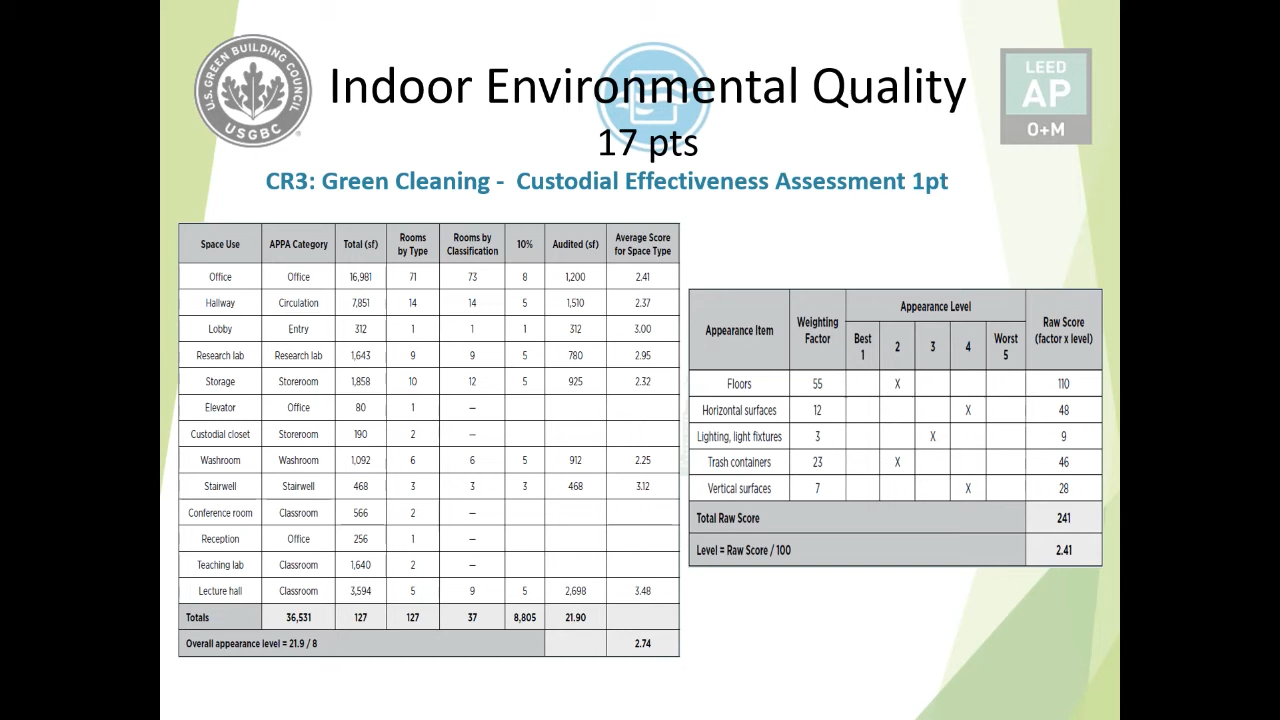 U.S. GREEN BUILDING COUNCIL
USGBC
Indoor Environmental Quality
17 pts
LEED
AP
O+M
CR3: Green Cleaning - Custodial Effectiveness Assessment 1pt
Space Use APPA Category Total (sf) Rooms by Type Rooms by Classification 10% Audited (sf) Average Score for Space Type
Office Office 16,981 71 73 8 1,200 2.41
Hallway Circulation 7,851 14 14 5 1,510 2.37
Lobby Entry 312 1 1 1 312 3.00
Research lab Research lab 1,643 9 9 5 780 2.95
Storage Storeroom 1,858 10 12 5 925 2.32
Elevator Office 80 1 —
Custodial closet Storeroom 190 2 —
Washroom Washroom 1,092 6 6 5 912 2.25
Stairwell Stairwell 468 3 3 3 468 3.12
Conference room Classroom 566 2 —
Reception Office 256 1 —
Teaching lab Classroom 1,640 2 —
Lecture hall Classroom 3,594 5 9 5 2,698 3.48
Totals 36,531 127 127 37 8,805 21.90
Overall appearance level = 21.9 / 8 2.74
Appearance Item Weighting Factor Appearance Level Raw Score (factor x level)
Best 1 2 3 4 Worst 5
Floors 55 X 110
Horizontal surfaces 12 X 48
Lighting, light fixtures 3 X 9
Trash containers 23 X 46
Vertical surfaces 7 X 28
Total Raw Score 241
Level = Raw Score / 100 2.41